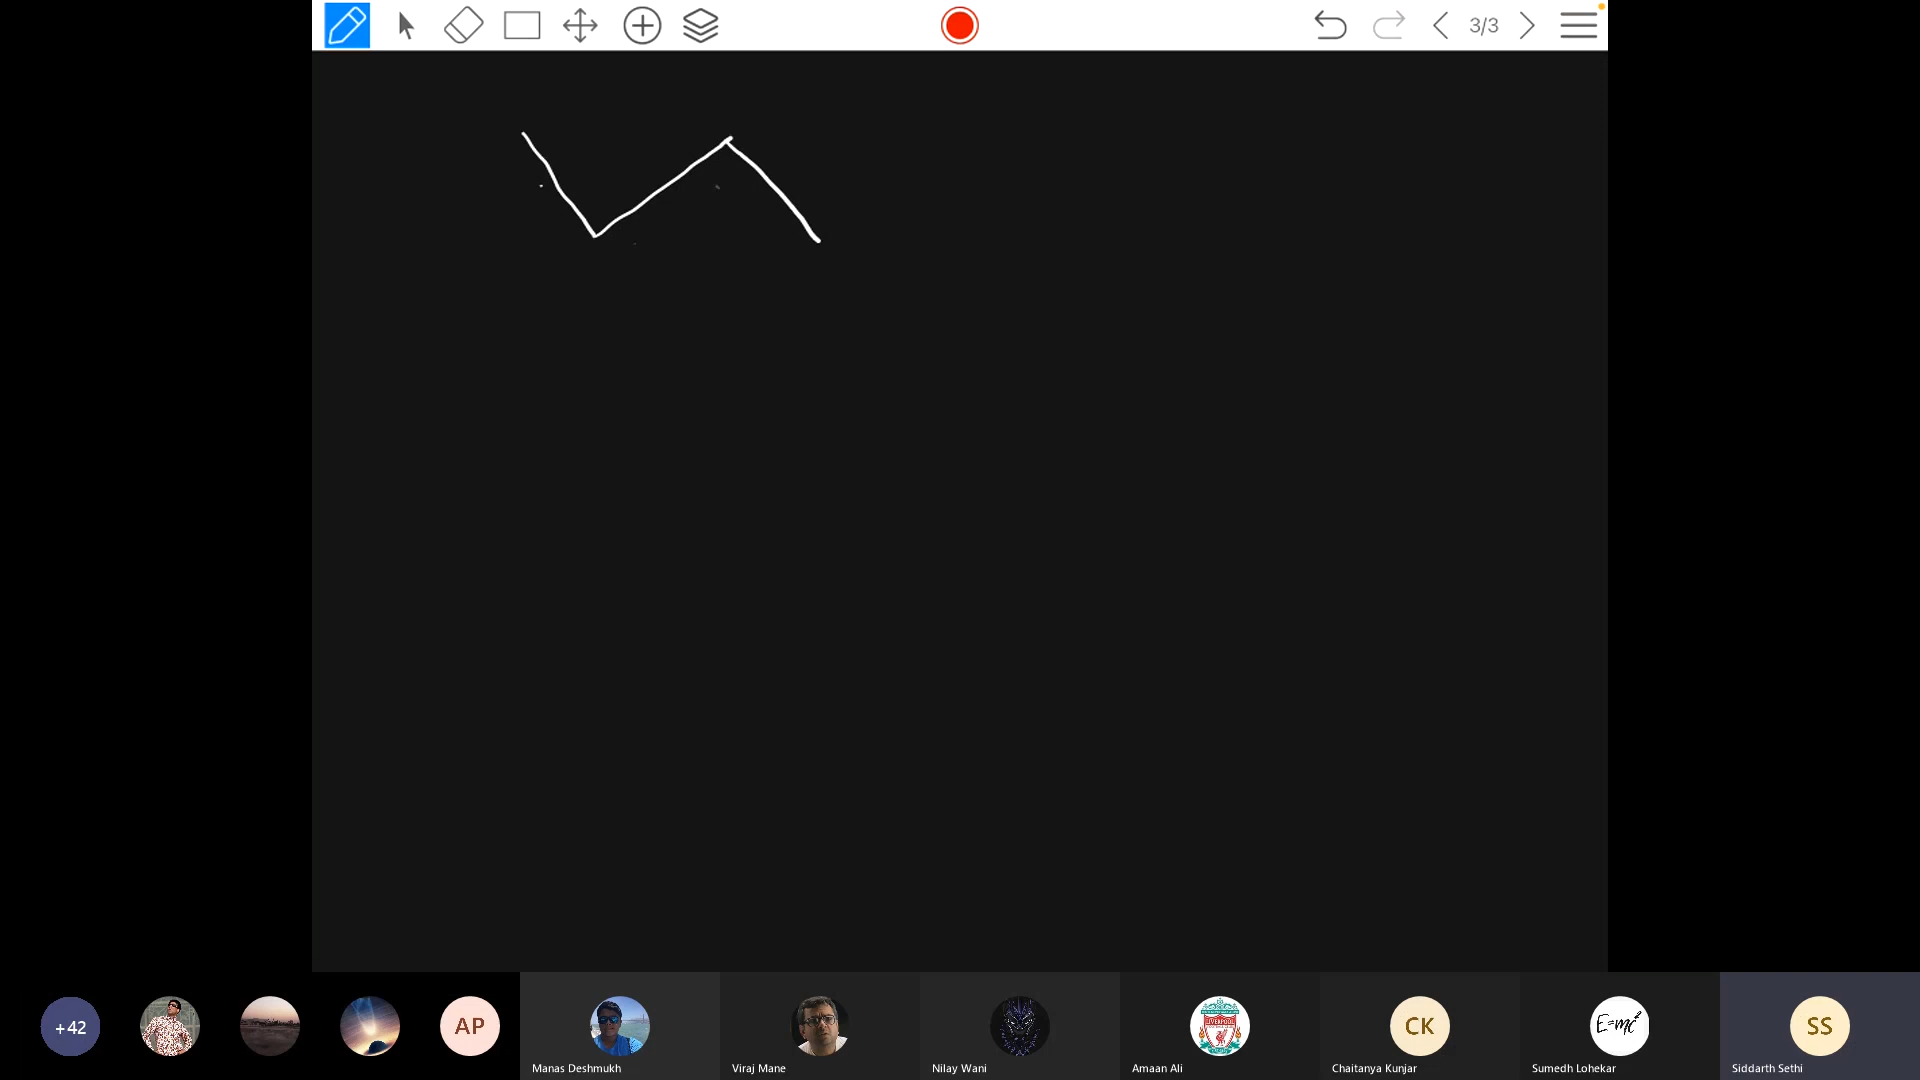 3/3
+42
AP
CK
E=mc²
SS
Manas Deshmukh
Viraj Mane
Nilay Wani
Amaan Ali
Chaitanya Kunjar
Sumedh Lohekar
Siddarth Sethi